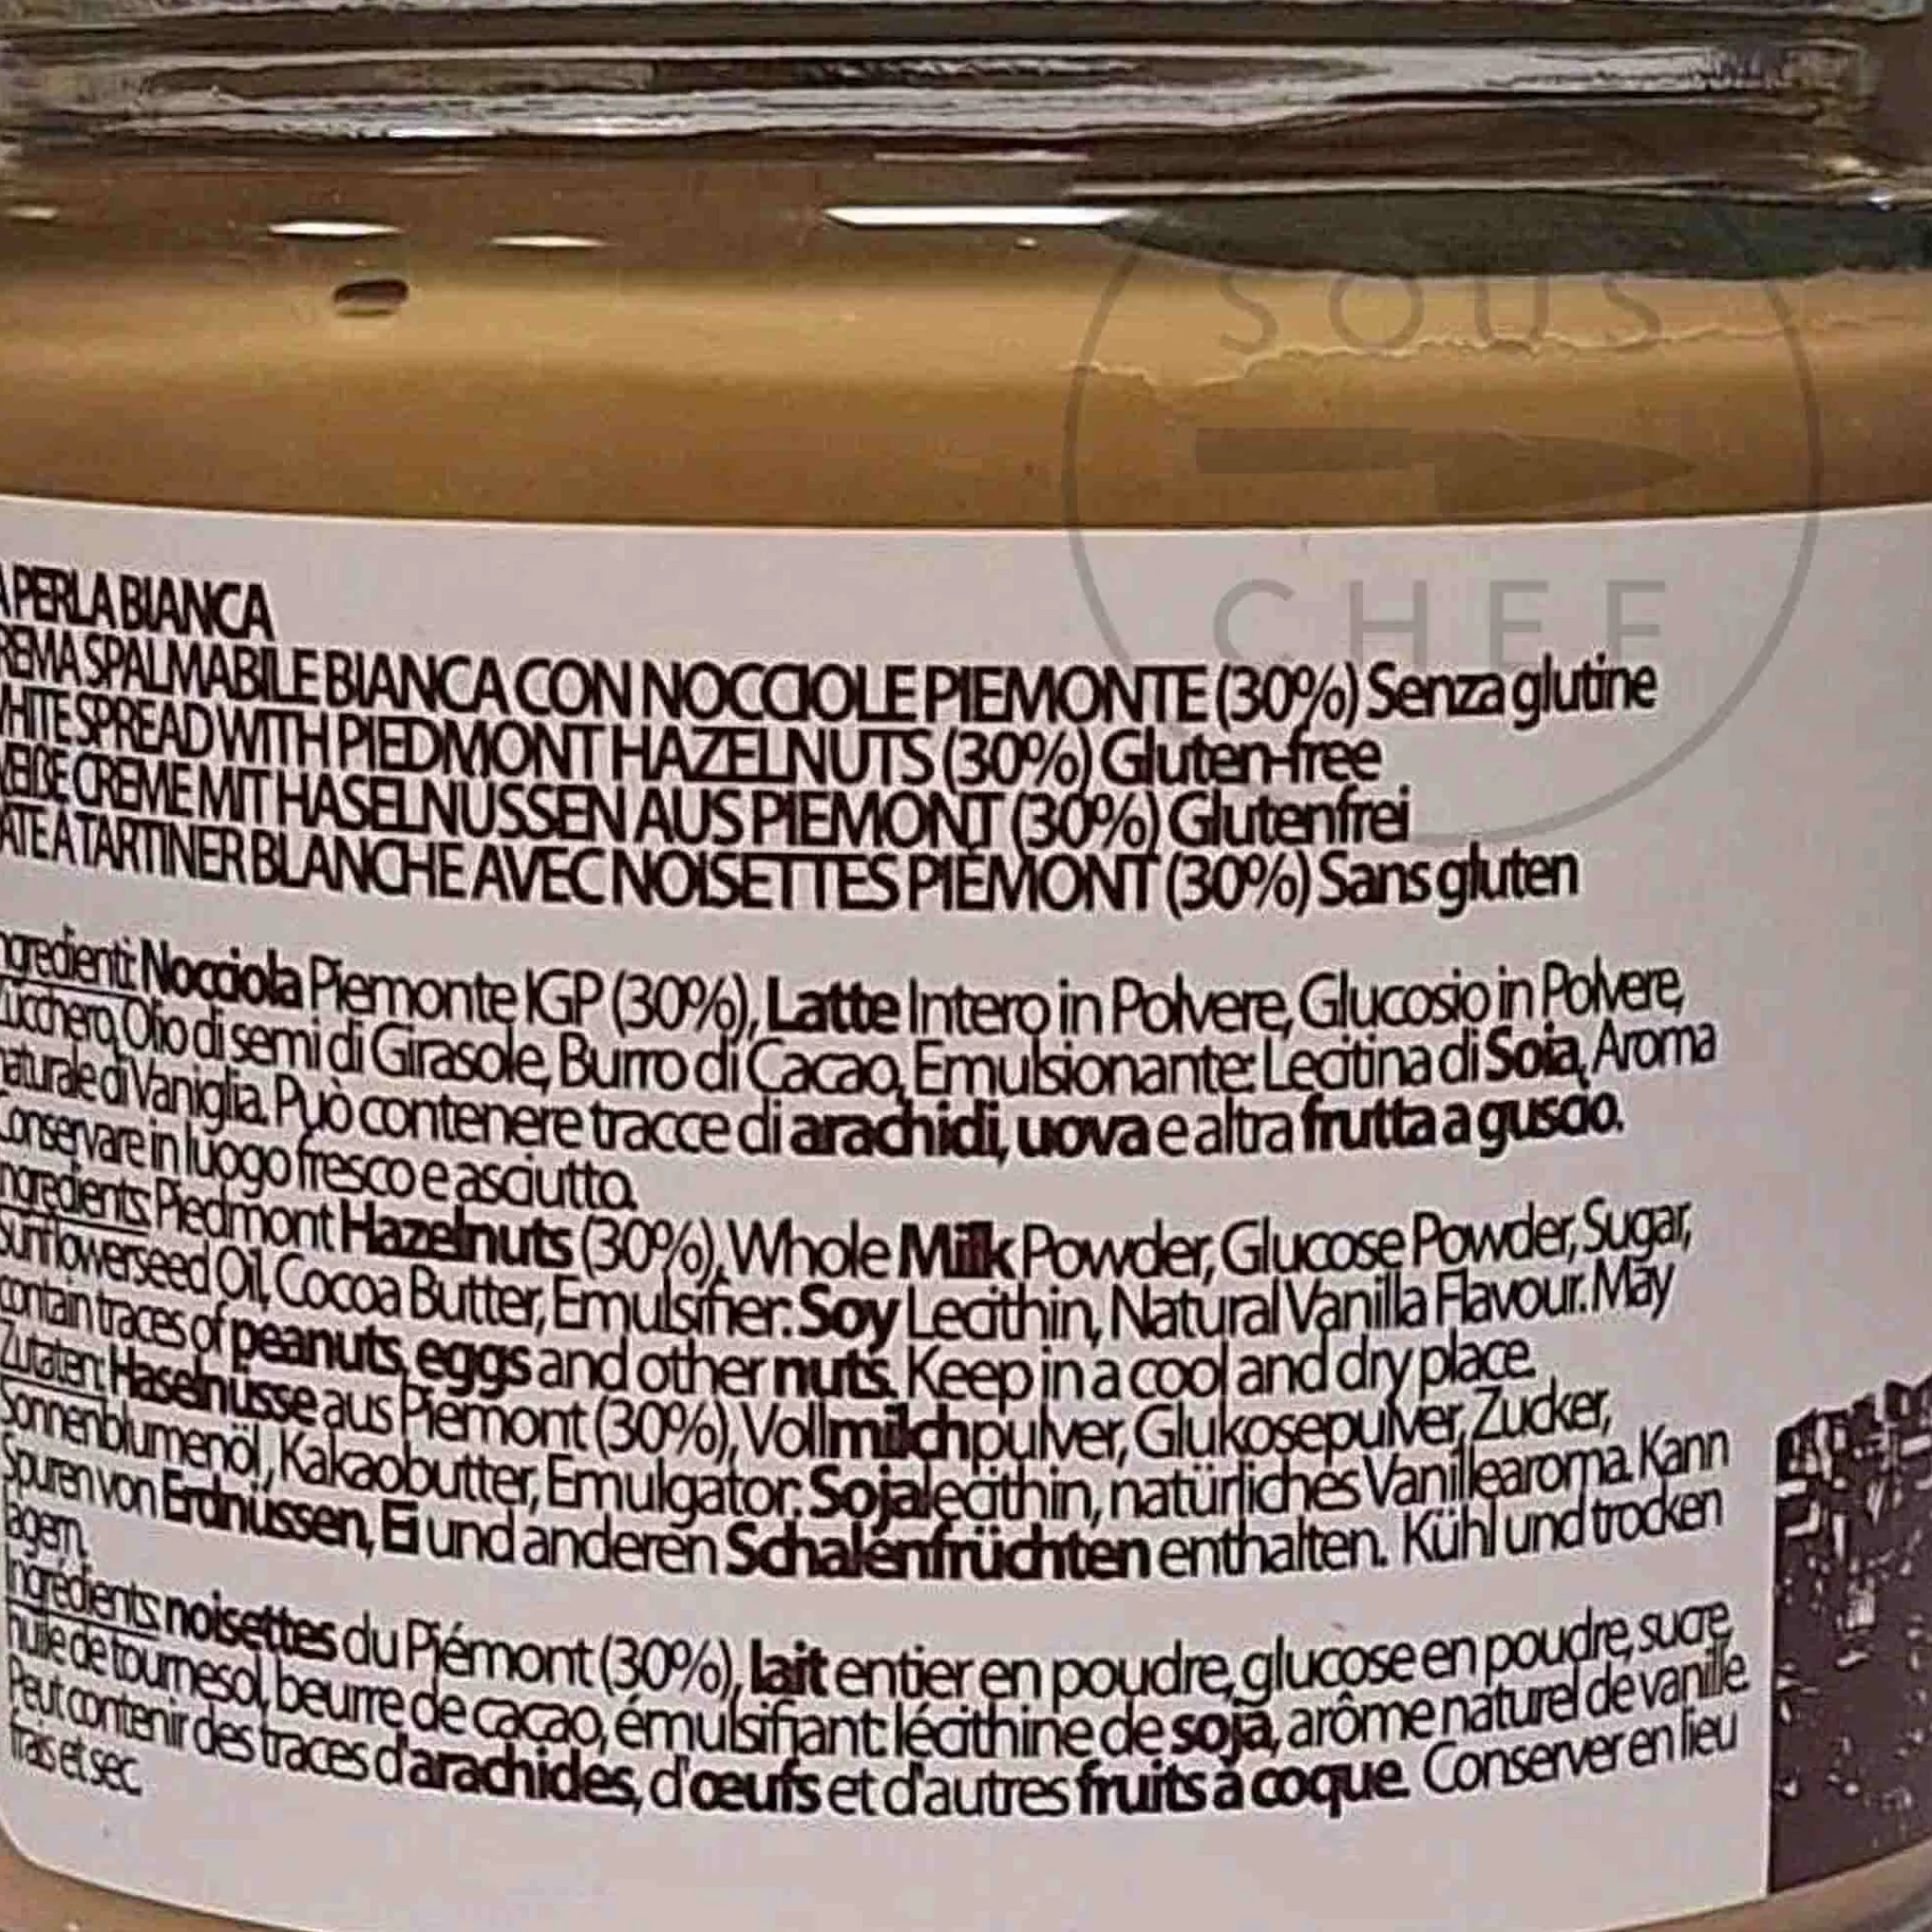 SOUS
CHEF
A PERLA BIANCA
REMA SPALMABILE BIANCA CON NOCCIOLE PIEMONTE (30%) Senza glutine
WHITE SPREAD WITH PIEDMONT HAZELNUTS (30%) Gluten-free
WEIBE CREME MIT HASELNUSSEN AUS PIEMONT (30%) Glutenfrei
ATE A TARTINER BLANCHE AVEC NOISETTES PIÉMONT (30%) Sans gluten
ngredienti: Nocciola Piemonte IGP (30%), Latte Intero in Polvere, Glucosio in Polvere,
Zucchero, Olio di semi di Girasole, Burro di Cacao, Emulsionante: Lecitina di Soia, Aroma
naturale di Vaniglia. Può contenere tracce di arachidi, uova e altra frutta a guscio.
Conservare in luogo fresco e asciutto.
Ingredients: Piedmont Hazelnuts (30%), Whole Milk Powder, Glucose Powder, Sugar,
Sunflowerseed Oil, Cocoa Butter, Emulsifier: Soy Lecithin, Natural Vanilla Flavour. May
contain traces of peanuts, eggs and other nuts. Keep in a cool and dry place.
Zutaten: Haselnüsse aus Piemont (30%), Vollmilchpulver, Glukosepulver, Zucker,
Sonnenblumenöl, Kakaobutter, Emulgator: Sojalecithin, natürliches Vanillearoma. Kann
Spuren von Erdnüssen, Ei und anderen Schalenfrüchten enthalten. Kühl und trocken
lagern.
Ingrédients: noisettes du Piémont (30%), lait entier en poudre, glucose en poudre, sucre,
huile de tournesol, beurre de cacao, émulsifiant: lécithine de soja, arôme naturel de vanille.
Peut contenir des traces d'arachides, d'œufs et d'autres fruits à coque. Conserver en lieu
frais et sec.